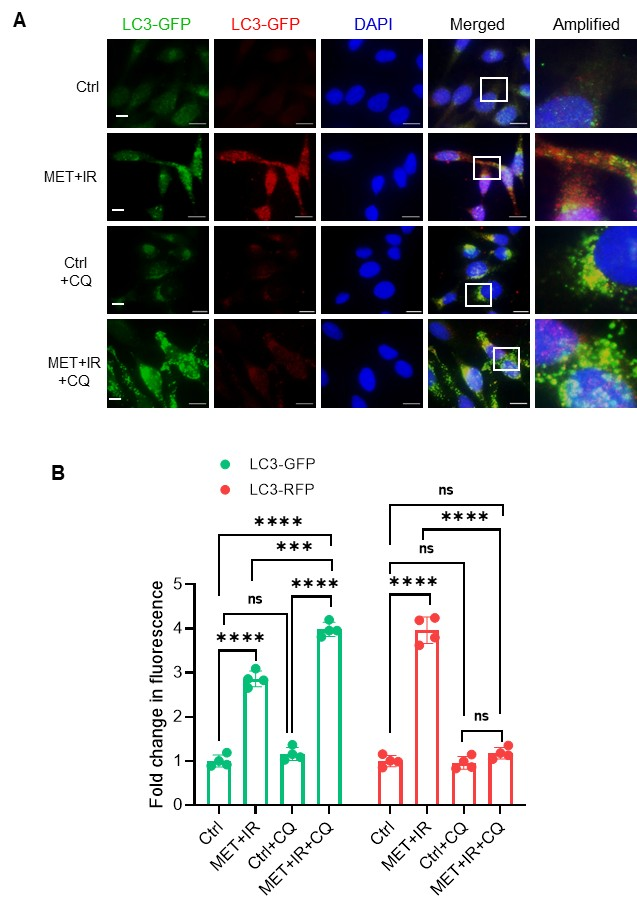 A
LC3-GFP LC3-GFP DAPI Merged Amplified
Ctrl
MET+IR
Ctrl
+CQ
MET+IR
+CQ
B
LC3-GFP
LC3-RFP
ns
**** ****
*** ns
**** ****
ns
****
ns
Fold change in fluorescence
5
4
3
2
1
0
Ctrl MET+IR Ctrl+CQ MET+IR+CQ Ctrl MET+IR Ctrl+CQ MET+IR+CQ